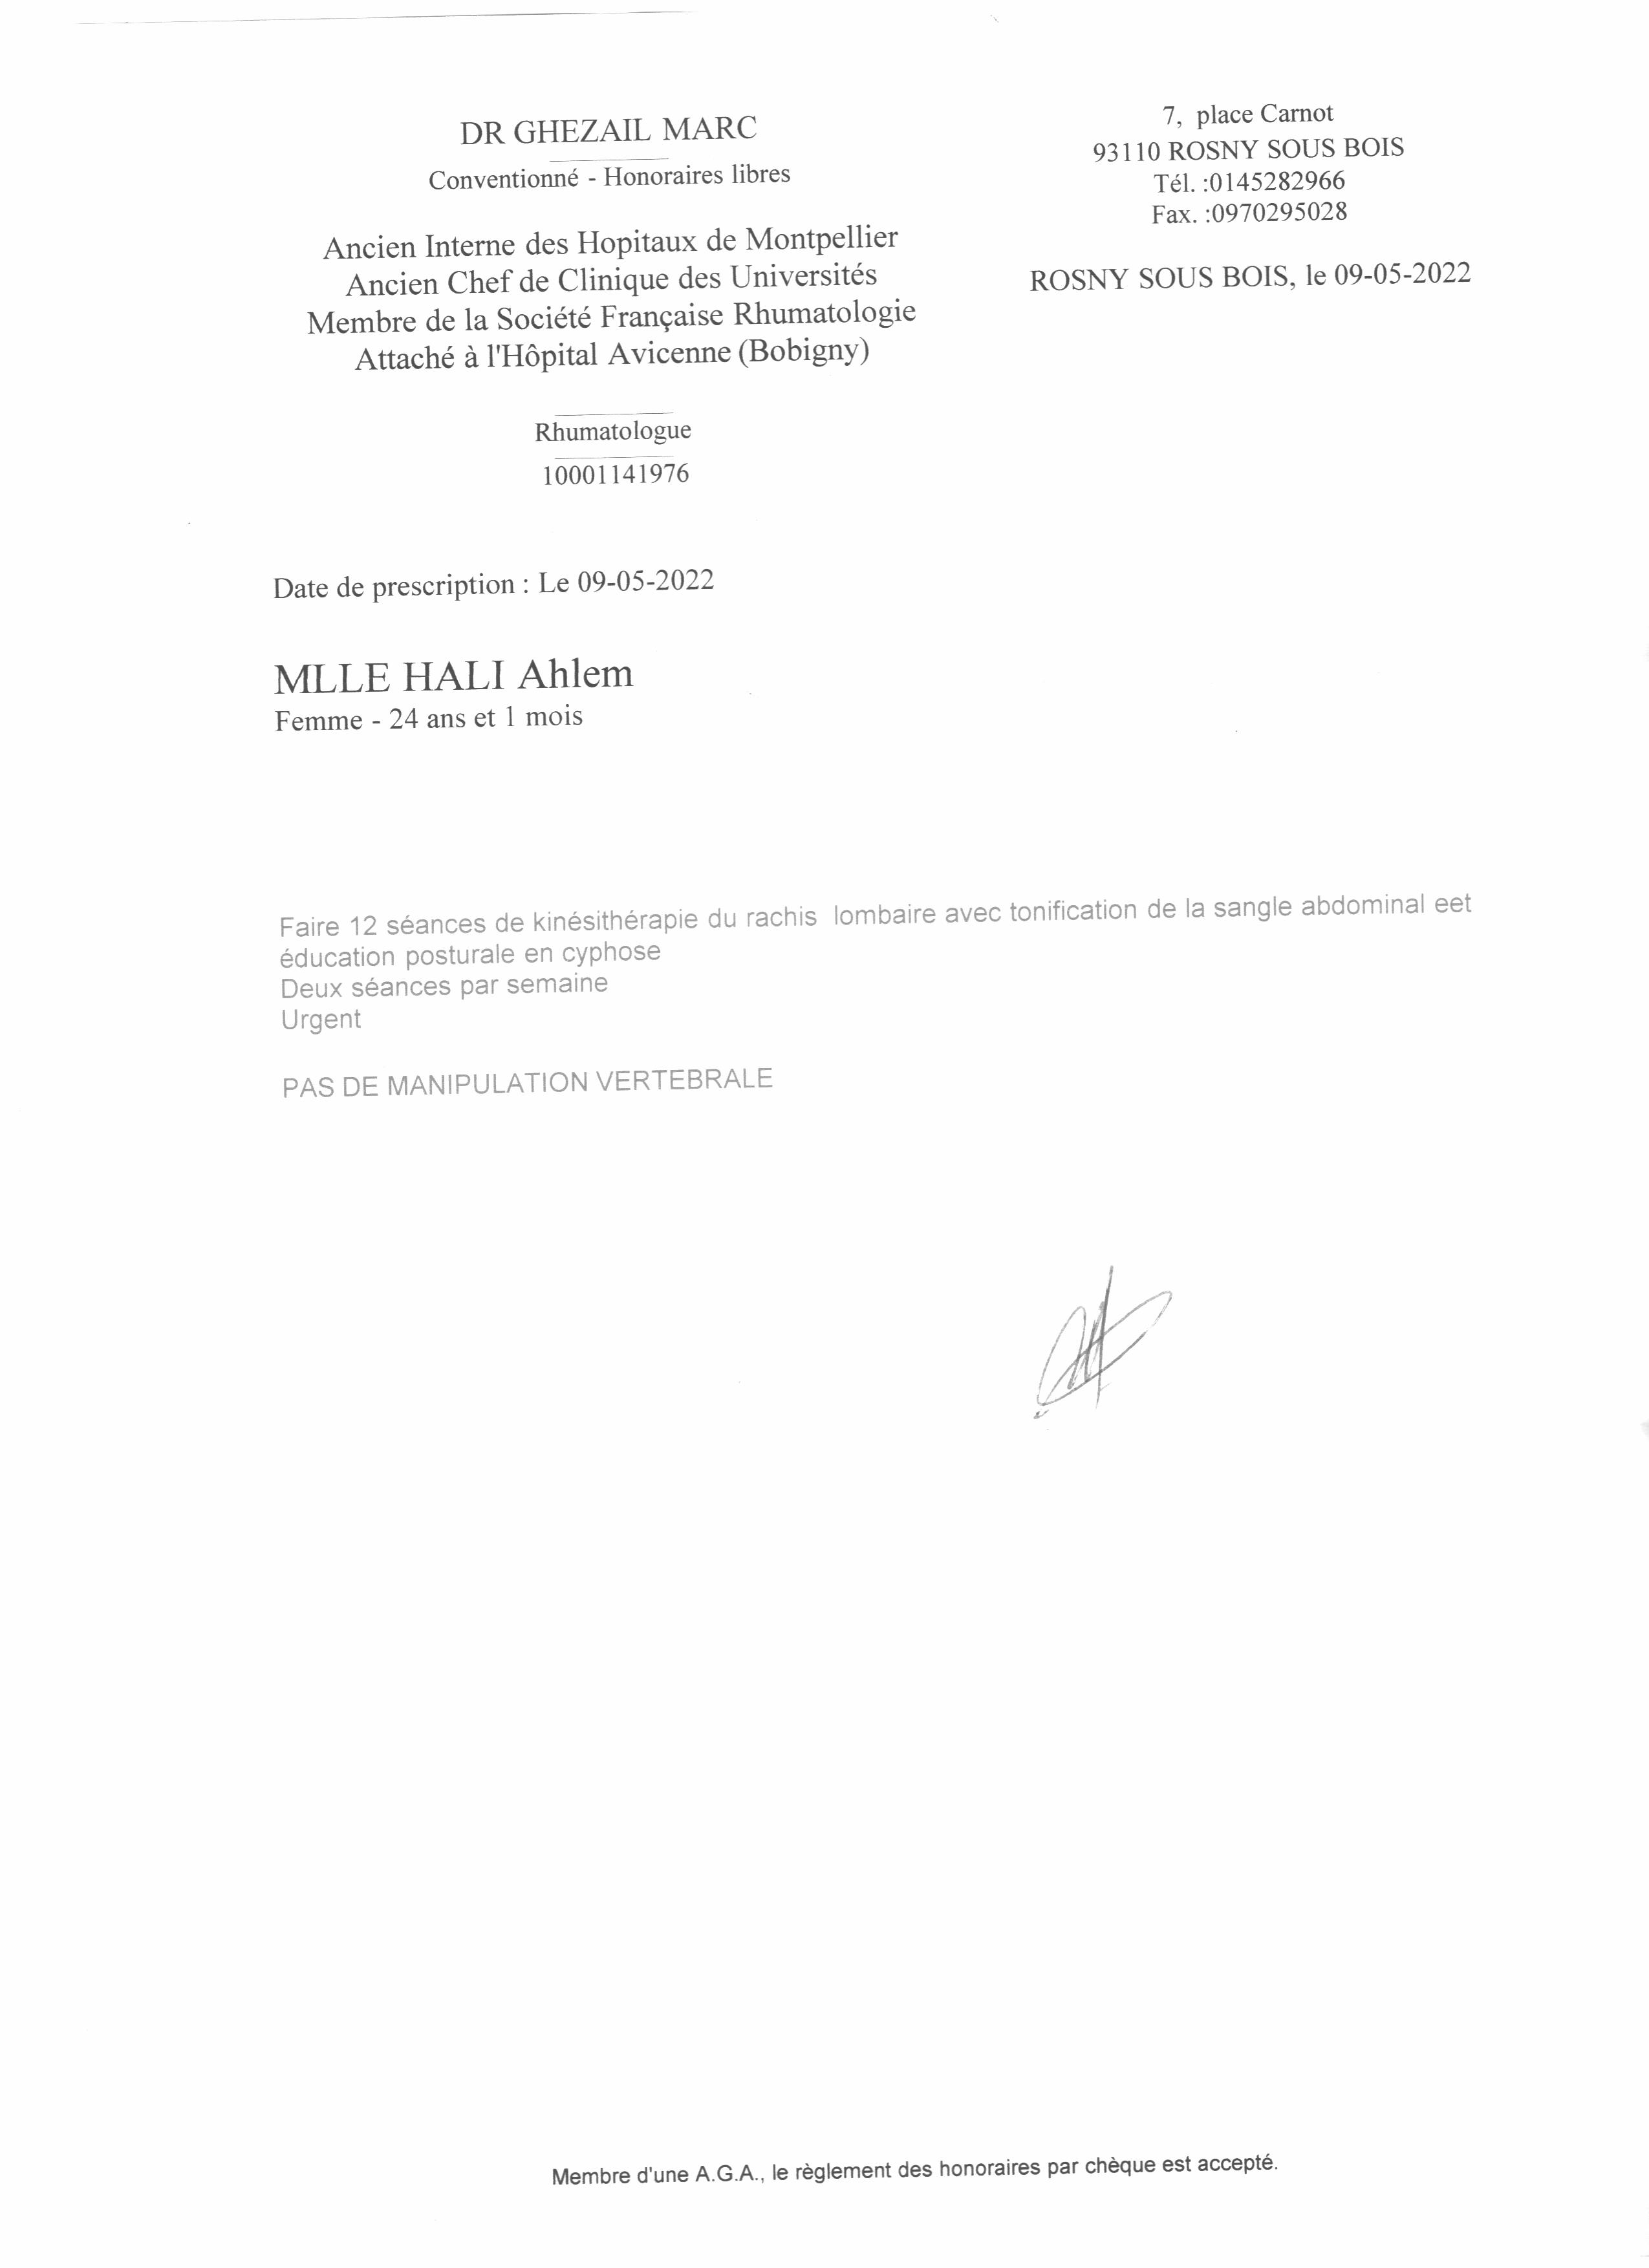 DR GHEZAIL MARC
Conventionné - Honoraires libres
Ancien Interne des Hopitaux de Montpellier
Ancien Chef de Clinique des Universités
Membre de la Société Française Rhumatologie
Attaché à l'Hôpital Avicenne (Bobigny)
Rhumatologue
10001141976
7, place Carnot
93110 ROSNY SOUS BOIS
Tél. :0145282966
Fax. :0970295028
ROSNY SOUS BOIS, le 09-05-2022
Date de prescription : Le 09-05-2022
MLLE HALI Ahlem
Femme - 24 ans et 1 mois
Faire 12 séances de kinésithérapie du rachis lombaire avec tonification de la sangle abdominal eet
éducation posturale en cyphose
Deux séances par semaine
Urgent
PAS DE MANIPULATION VERTEBRALE
Membre d'une A.G.A., le règlement des honoraires par chèque est accepté.